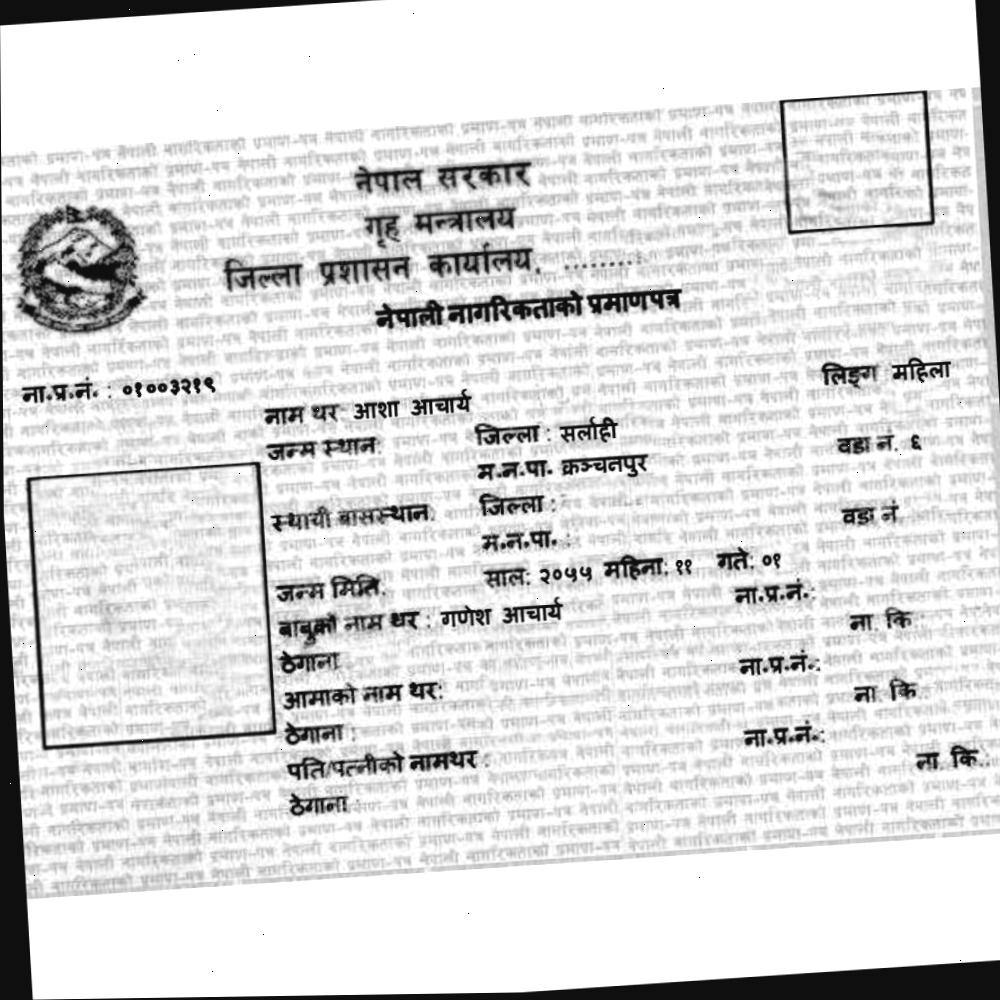 नेपाल सरकार
गृह मन्त्रालय
जिल्ला प्रशासन कार्यालय, .........
नेपाली नागरिकताको प्रमाणपत्र
ना.प्र.नं. : ०१००३२१९ लिङ्ग महिला
नाम थर: आशा आचार्य
जन्म स्थान: जिल्ला : सर्लाही वडा नं. ६
म.न.पा. कञ्चनपुर
स्थायी बासस्थान: जिल्ला : वडा नं
म.न.पा. :
जन्म मिति: साल: २०५५ महिना: ११ गते: ०१
बाबुको नाम थर : गणेश आचार्य ना.प्र.नं.:
ठेगाना ना. कि :
आमाको नाम थर: ना.प्र.नं.:
ठेगाना : ना. कि :
पति/पत्नीको नामथर : ना.प्र.नं.:
ठेगाना : ना. कि. :